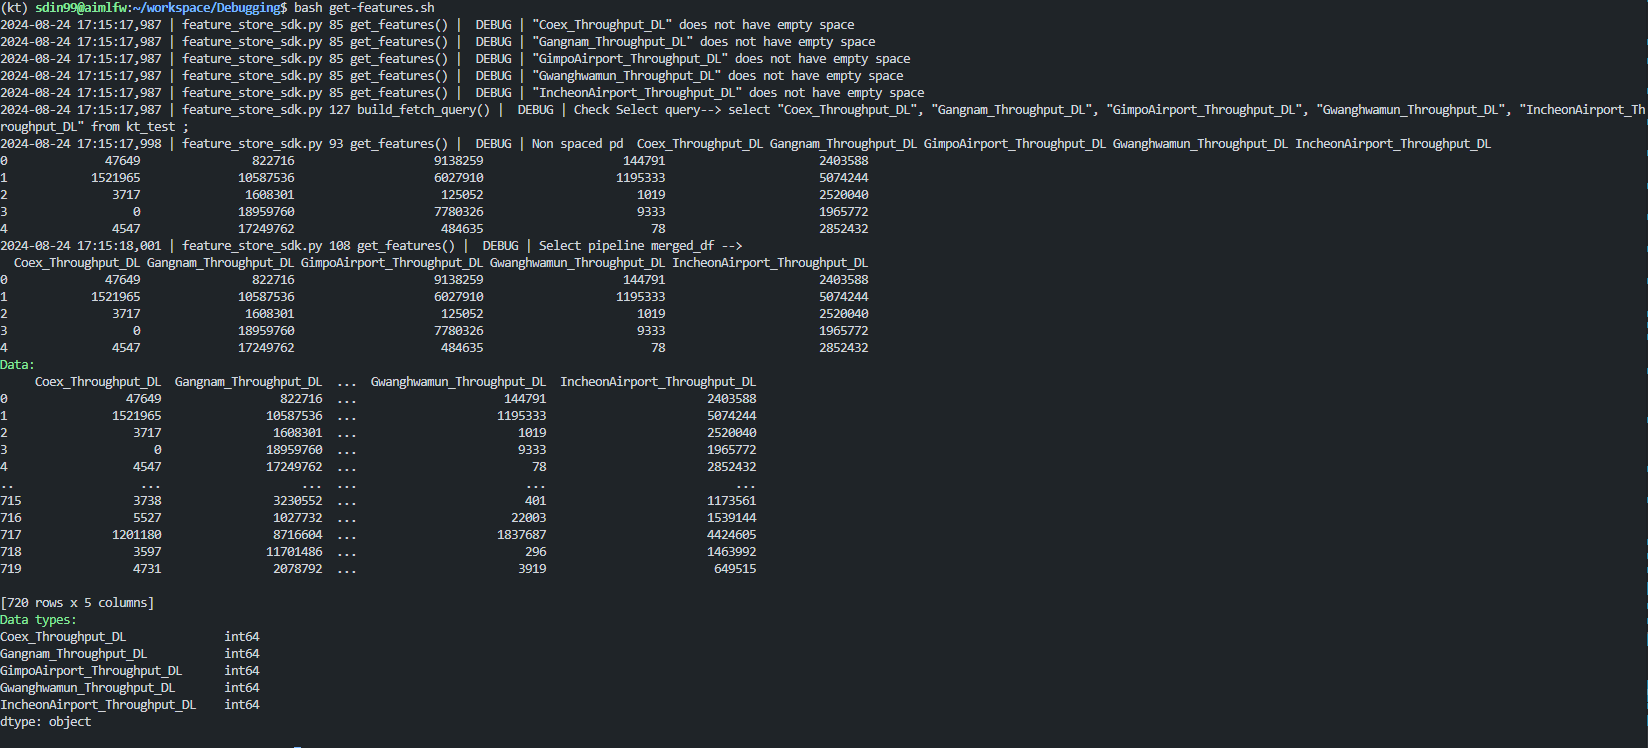 (kt) sdin99@aimlfw:~/workspace/Debugging$ bash get-features.sh
2024-08-24 17:15:17,987 | feature_store_sdk.py 85 get_features() |  DEBUG | "Coex_Throughput_DL" does not have empty space
2024-08-24 17:15:17,987 | feature_store_sdk.py 85 get_features() |  DEBUG | "Gangnam_Throughput_DL" does not have empty space
2024-08-24 17:15:17,987 | feature_store_sdk.py 85 get_features() |  DEBUG | "GimpoAirport_Throughput_DL" does not have empty space
2024-08-24 17:15:17,987 | feature_store_sdk.py 85 get_features() |  DEBUG | "Gwanghwamun_Throughput_DL" does not have empty space
2024-08-24 17:15:17,987 | feature_store_sdk.py 85 get_features() |  DEBUG | "IncheonAirport_Throughput_DL" does not have empty space
2024-08-24 17:15:17,987 | feature_store_sdk.py 127 build_fetch_query() |  DEBUG | Check Select query--> select "Coex_Throughput_DL", "Gangnam_Throughput_DL", "GimpoAirport_Throughput_DL", "Gwanghwamun_Throughput_DL", "IncheonAirport_Th
roughput_DL" from kt_test ;
2024-08-24 17:15:17,998 | feature_store_sdk.py 93 get_features() |  DEBUG | Non spaced pd  Coex_Throughput_DL Gangnam_Throughput_DL GimpoAirport_Throughput_DL Gwanghwamun_Throughput_DL IncheonAirport_Throughput_DL
0 47649 822716 9138259 144791 2403588
1 1521965 10587536 6027910 1195333 5074244
2 3717 1608301 125052 1019 2520040
3 0 18959760 7780326 9333 1965772
4 4547 17249762 484635 78 2852432
2024-08-24 17:15:18,001 | feature_store_sdk.py 108 get_features() |  DEBUG | Select pipeline merged_df -->
Coex_Throughput_DL Gangnam_Throughput_DL GimpoAirport_Throughput_DL Gwanghwamun_Throughput_DL IncheonAirport_Throughput_DL
0 47649 822716 9138259 144791 2403588
1 1521965 10587536 6027910 1195333 5074244
2 3717 1608301 125052 1019 2520040
3 0 18959760 7780326 9333 1965772
4 4547 17249762 484635 78 2852432
Data:
Coex_Throughput_DL Gangnam_Throughput_DL ... Gwanghwamun_Throughput_DL IncheonAirport_Throughput_DL
0 47649 822716 ... 144791 2403588
1 1521965 10587536 ... 1195333 5074244
2 3717 1608301 ... 1019 2520040
3 0 18959760 ... 9333 1965772
4 4547 17249762 ... 78 2852432
.. ... ... ... ... ...
715 3738 3230552 ... 401 1173561
716 5527 1027732 ... 22003 1539144
717 1201180 8716604 ... 1837687 4424605
718 3597 11701486 ... 296 1463992
719 4731 2078792 ... 3919 649515
[720 rows x 5 columns]
Data types:
Coex_Throughput_DL int64
Gangnam_Throughput_DL int64
GimpoAirport_Throughput_DL int64
Gwanghwamun_Throughput_DL int64
IncheonAirport_Throughput_DL int64
dtype: object